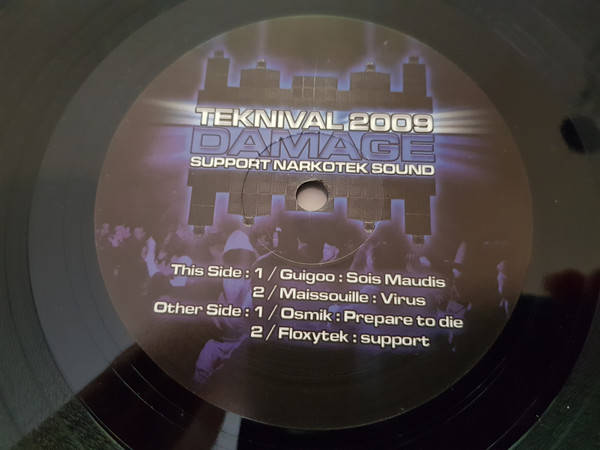 TEKNIVAL 2009
DAMAGE
SUPPORT NARKOTEK SOUND
This Side : 1 / Guigoo : Sois Maudis
2 / Maissouille : Virus
Other Side : 1 / Osmik : Prepare to die
2 / Floxytek : support